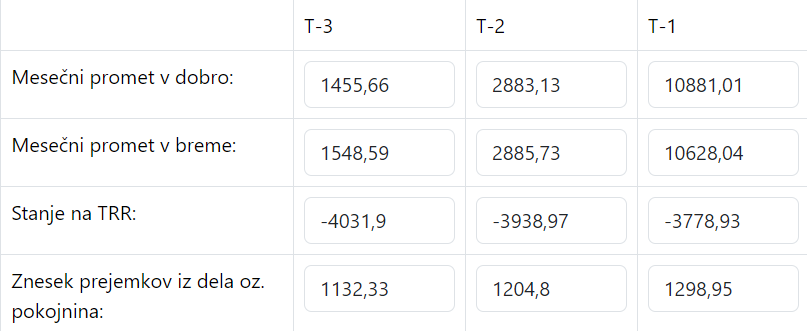 T-3 T-2 T-1
Mesečni promet v dobro: 1455,66 2883,13 10881,01
Mesečni promet v breme: 1548,59 2885,73 10628,04
Stanje na TRR: -4031,9 -3938,97 -3778,93
Znesek prejemkov iz dela oz. 1132,33 1204,8 1298,95
pokojnina: